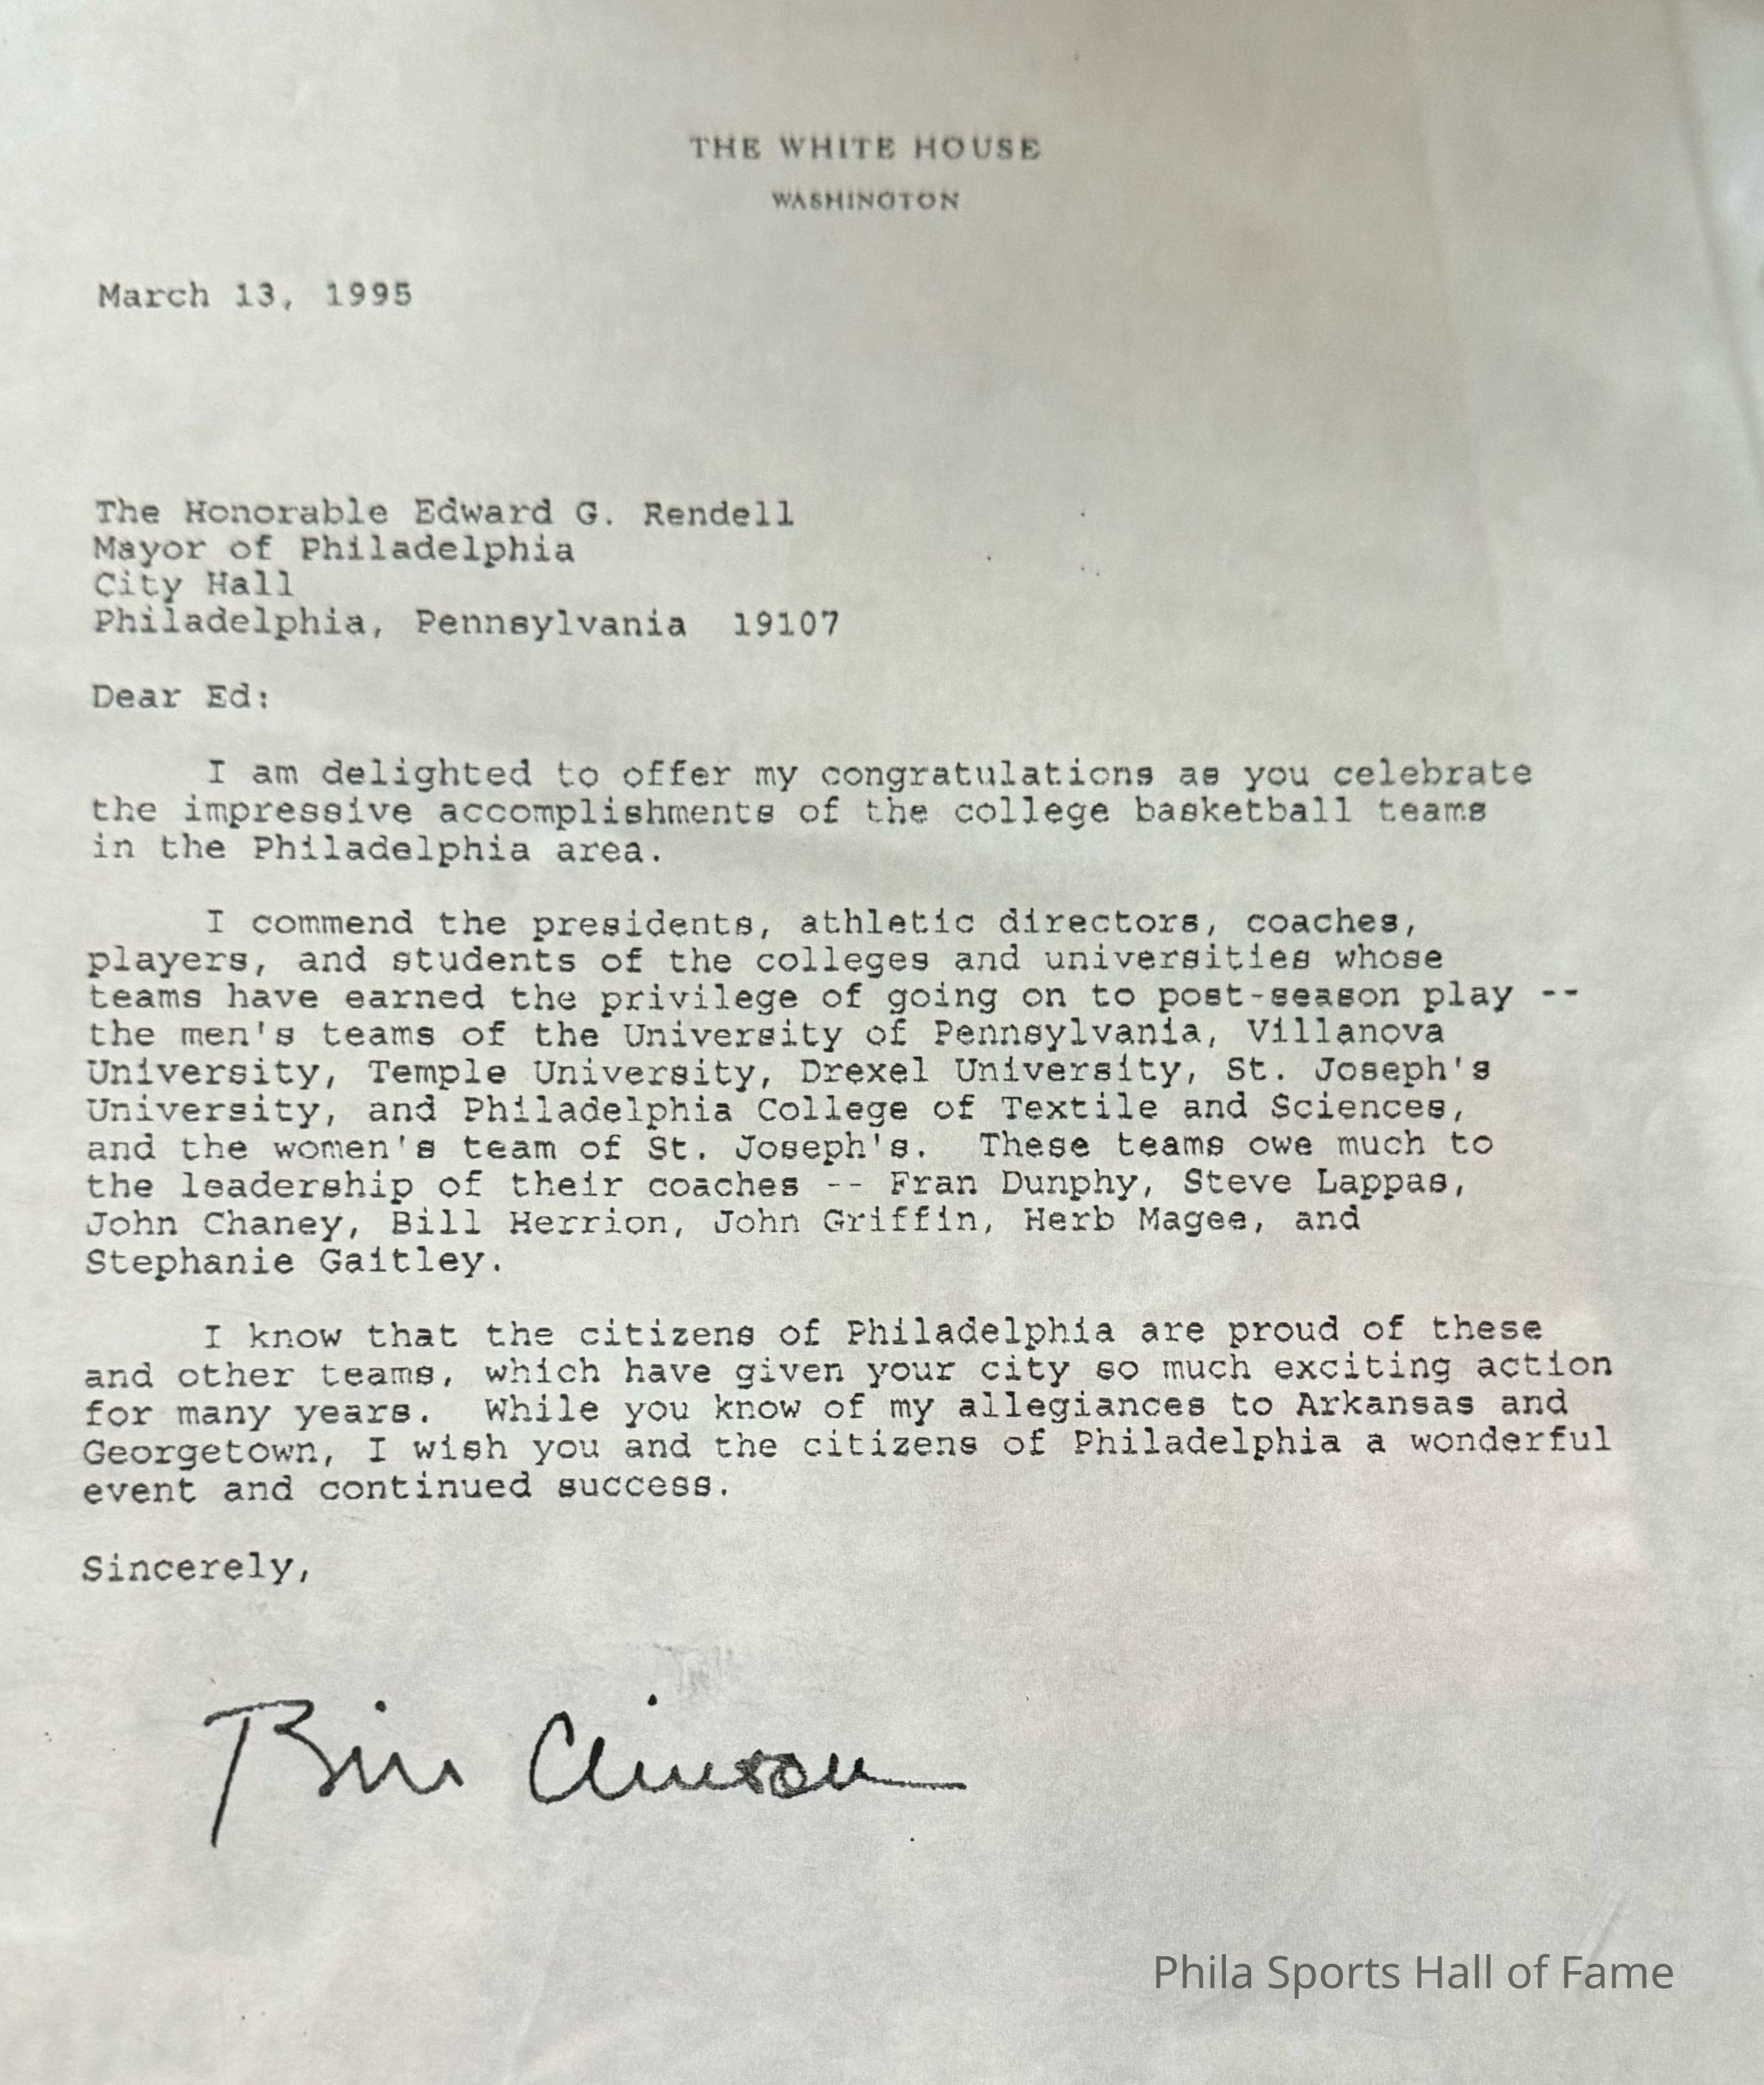 THE WHITE HOUSE
WASHINGTON
March 13, 1995
The Honorable Edward G. Rendell
Mayor of Philadelphia
City Hall
Philadelphia, Pennsylvania  19107
Dear Ed:
I am delighted to offer my congratulations as you celebrate
the impressive accomplishments of the college basketball teams
in the Philadelphia area.
I commend the presidents, athletic directors, coaches,
players, and students of the colleges and universities whose
teams have earned the privilege of going on to post-season play --
the men's teams of the University of Pennsylvania, Villanova
University, Temple University, Drexel University, St. Joseph's
University, and Philadelphia College of Textile and Sciences,
and the women's team of St. Joseph's.  These teams owe much to
the leadership of their coaches -- Fran Dunphy, Steve Lappas,
John Chaney, Bill Herrion, John Griffin, Herb Magee, and
Stephanie Gaitley.
I know that the citizens of Philadelphia are proud of these
and other teams, which have given your city so much exciting action
for many years.  While you know of my allegiances to Arkansas and
Georgetown, I wish you and the citizens of Philadelphia a wonderful
event and continued success.
Sincerely,
Bill Clinton
Phila Sports Hall of Fame